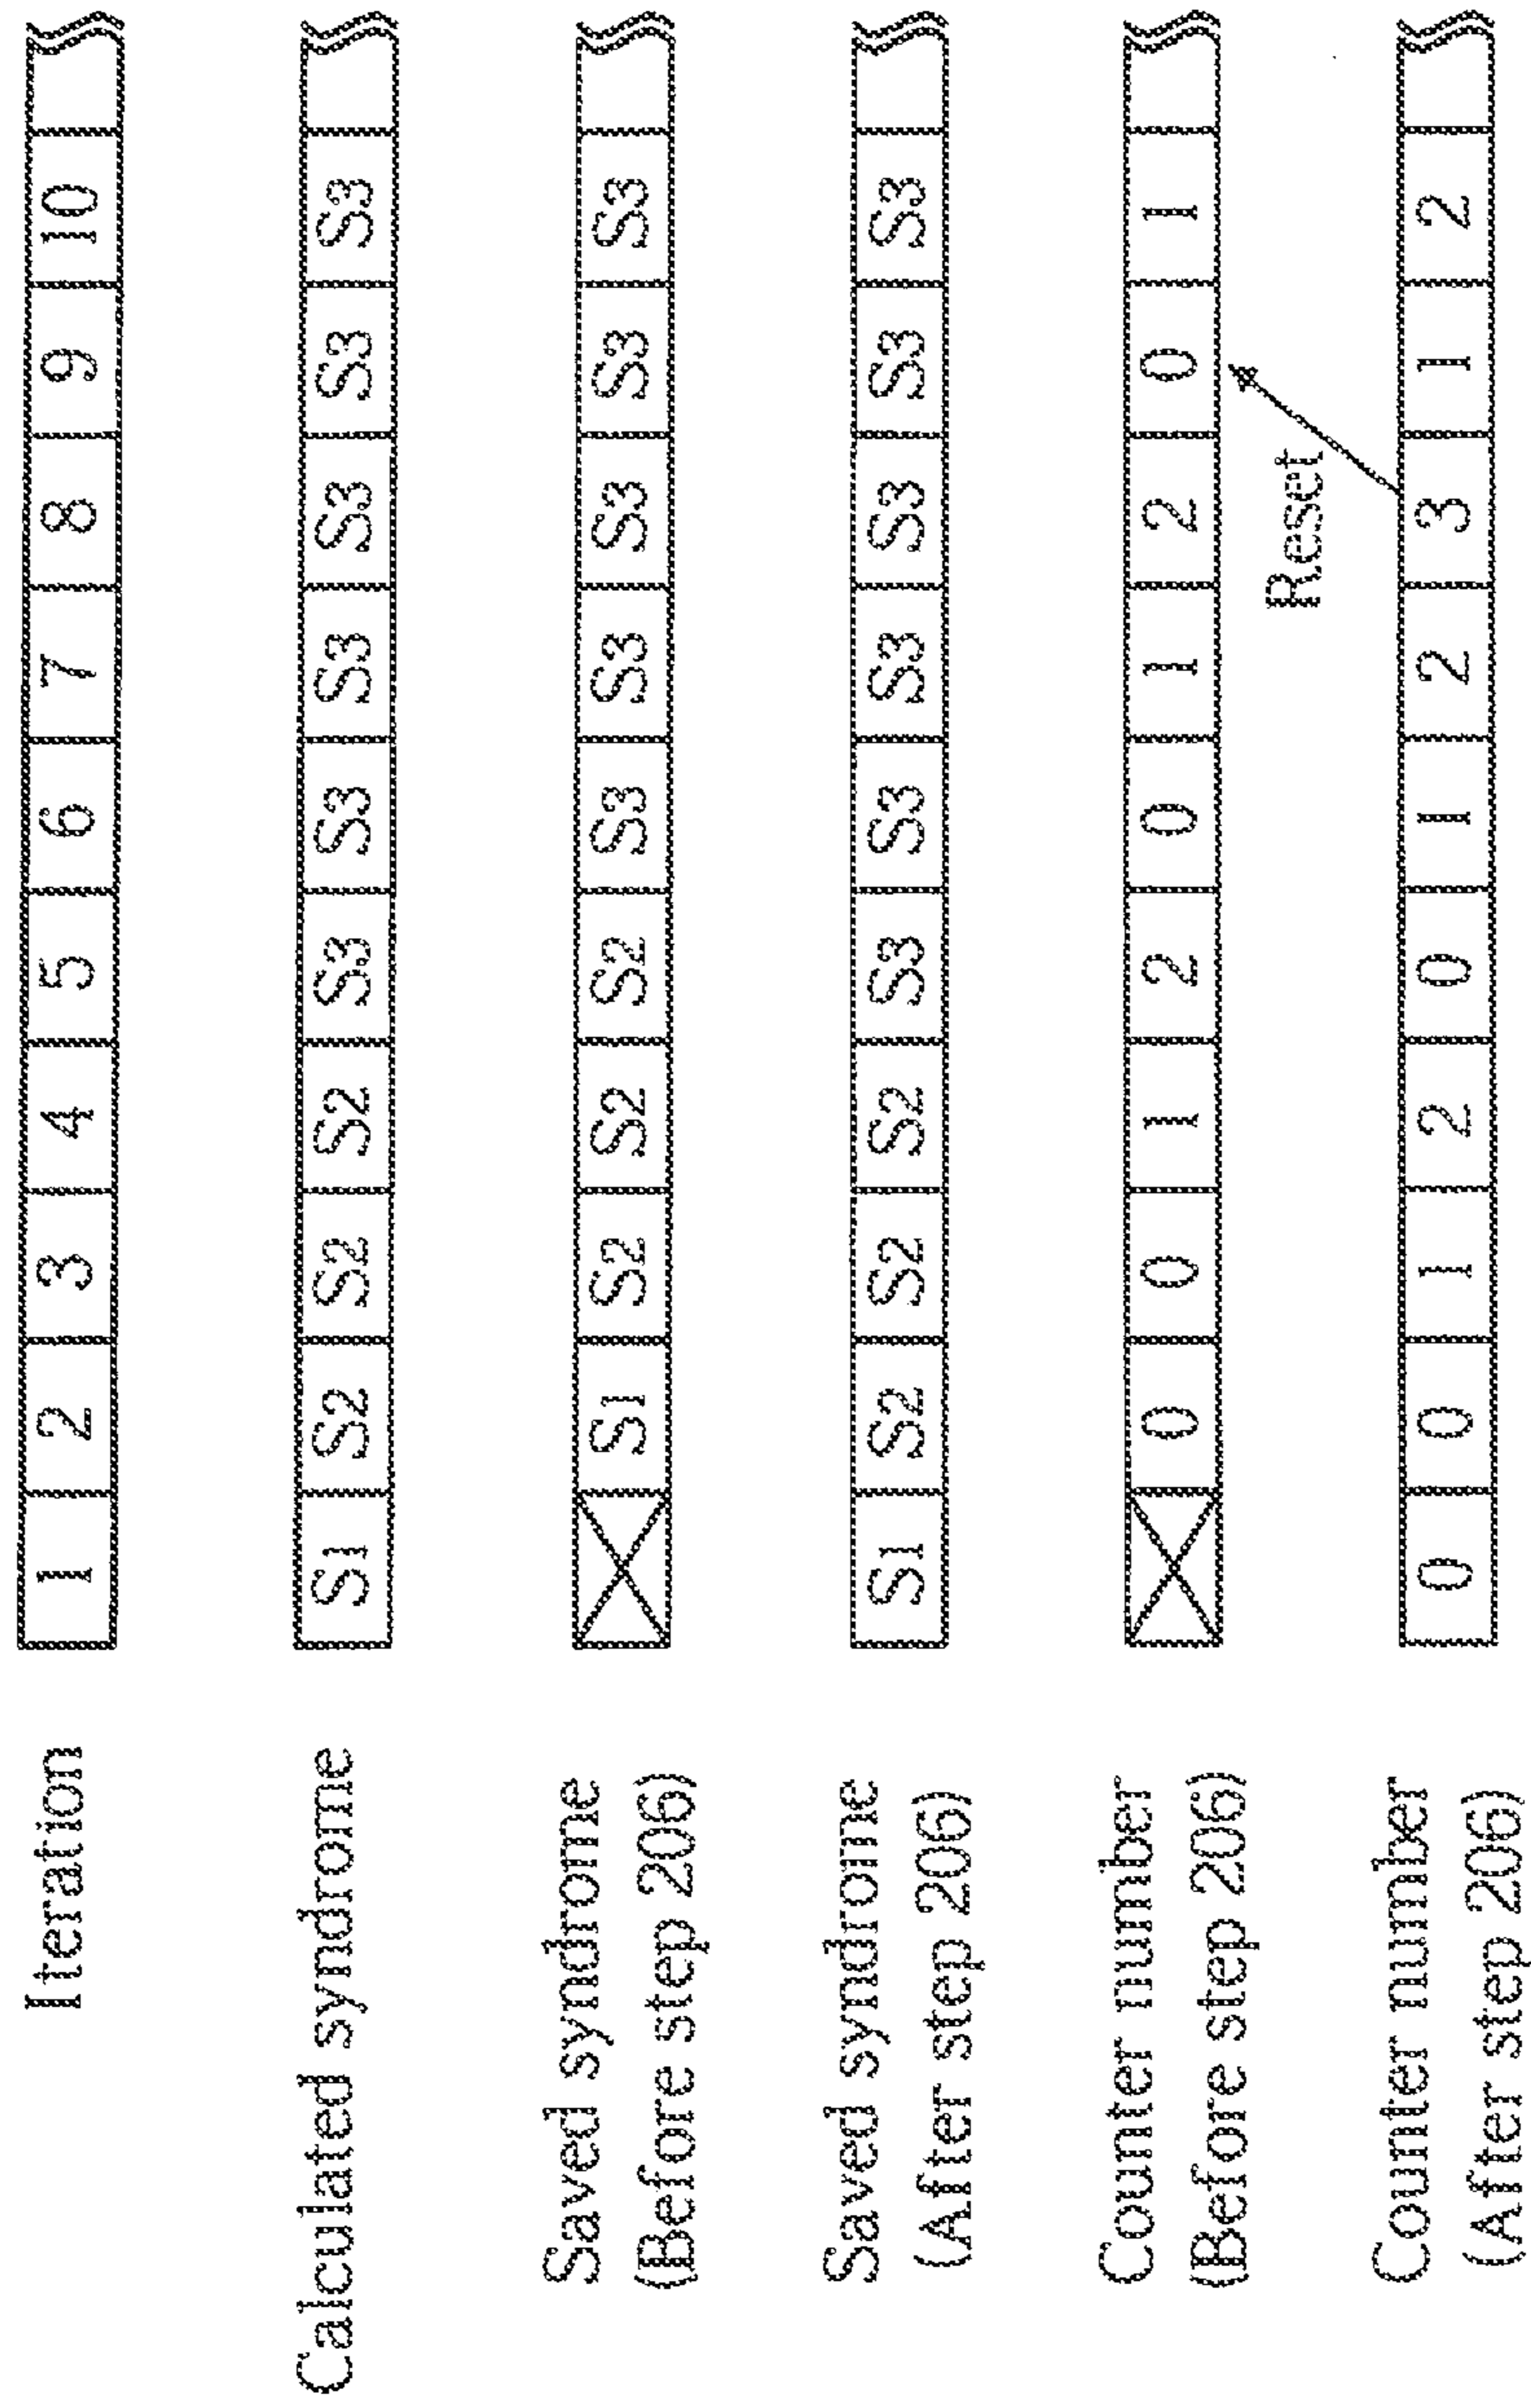 Iteration 1 2 3 4 5 6 7 8 9 10
Calculated syndrome S1 S2 S2 S2 S3 S3 S3 S3 S3 S3
Saved syndrome
(Before step 206) S1 S2 S2 S2 S3 S3 S3 S3 S3
Saved syndrome
(After step 206) S1 S2 S2 S2 S3 S3 S3 S3 S3 S3
Counter number
(Before step 206) 0 0 1 2 0 1 2 0 1
Reset
Counter number
(After step 206) 0 0 1 2 0 1 2 3 1 2